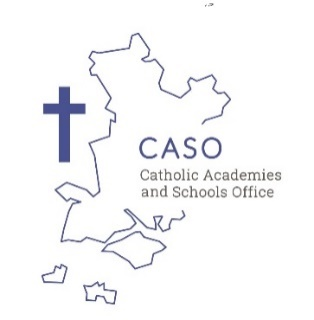 CASO
Catholic Academies
and Schools Office